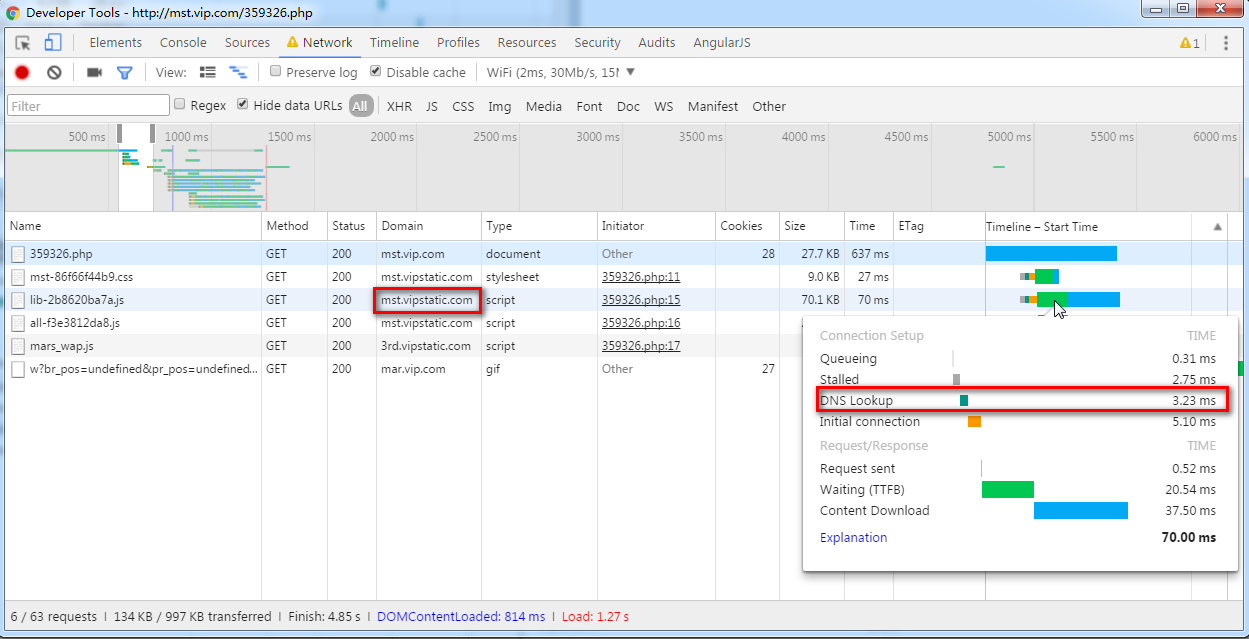 Developer Tools - http://mst.vip.com/359326.php
Elements Console Sources Network Timeline Profiles Resources Security Audits AngularJS 1
View: Preserve log Disable cache WiFi (2ms, 30Mb/s, 15M
Filter Regex Hide data URLs All XHR JS CSS Img Media Font Doc WS Manifest Other
500 ms 1000 ms 1500 ms 2000 ms 2500 ms 3000 ms 3500 ms 4000 ms 4500 ms 5000 ms 5500 ms 6000 ms
Name Method Status Domain Type Initiator Cookies Size Time ETag Timeline – Start Time
359326.php GET 200 mst.vip.com document Other 28 27.7 KB 637 ms
mst-86f66f44b9.css GET 200 mst.vipstatic.com stylesheet 359326.php:11 9.0 KB 27 ms
lib-2b8620ba7a.js GET 200 mst.vipstatic.com script 359326.php:15 70.1 KB 70 ms
all-f3e3812da8.js GET 200 mst.vipstatic.com script 359326.php:16
mars_wap.js GET 200 3rd.vipstatic.com script 359326.php:17
w?br_pos=undefined&pr_pos=undefined... GET 200 mar.vip.com gif Other 27
Connection Setup TIME
Queueing 0.31 ms
Stalled 2.75 ms
DNS Lookup 3.23 ms
Initial connection 5.10 ms
Request/Response TIME
Request sent 0.52 ms
Waiting (TTFB) 20.54 ms
Content Download 37.50 ms
Explanation 70.00 ms
6 / 63 requests | 134 KB / 997 KB transferred | Finish: 4.85 s | DOMContentLoaded: 814 ms | Load: 1.27 s